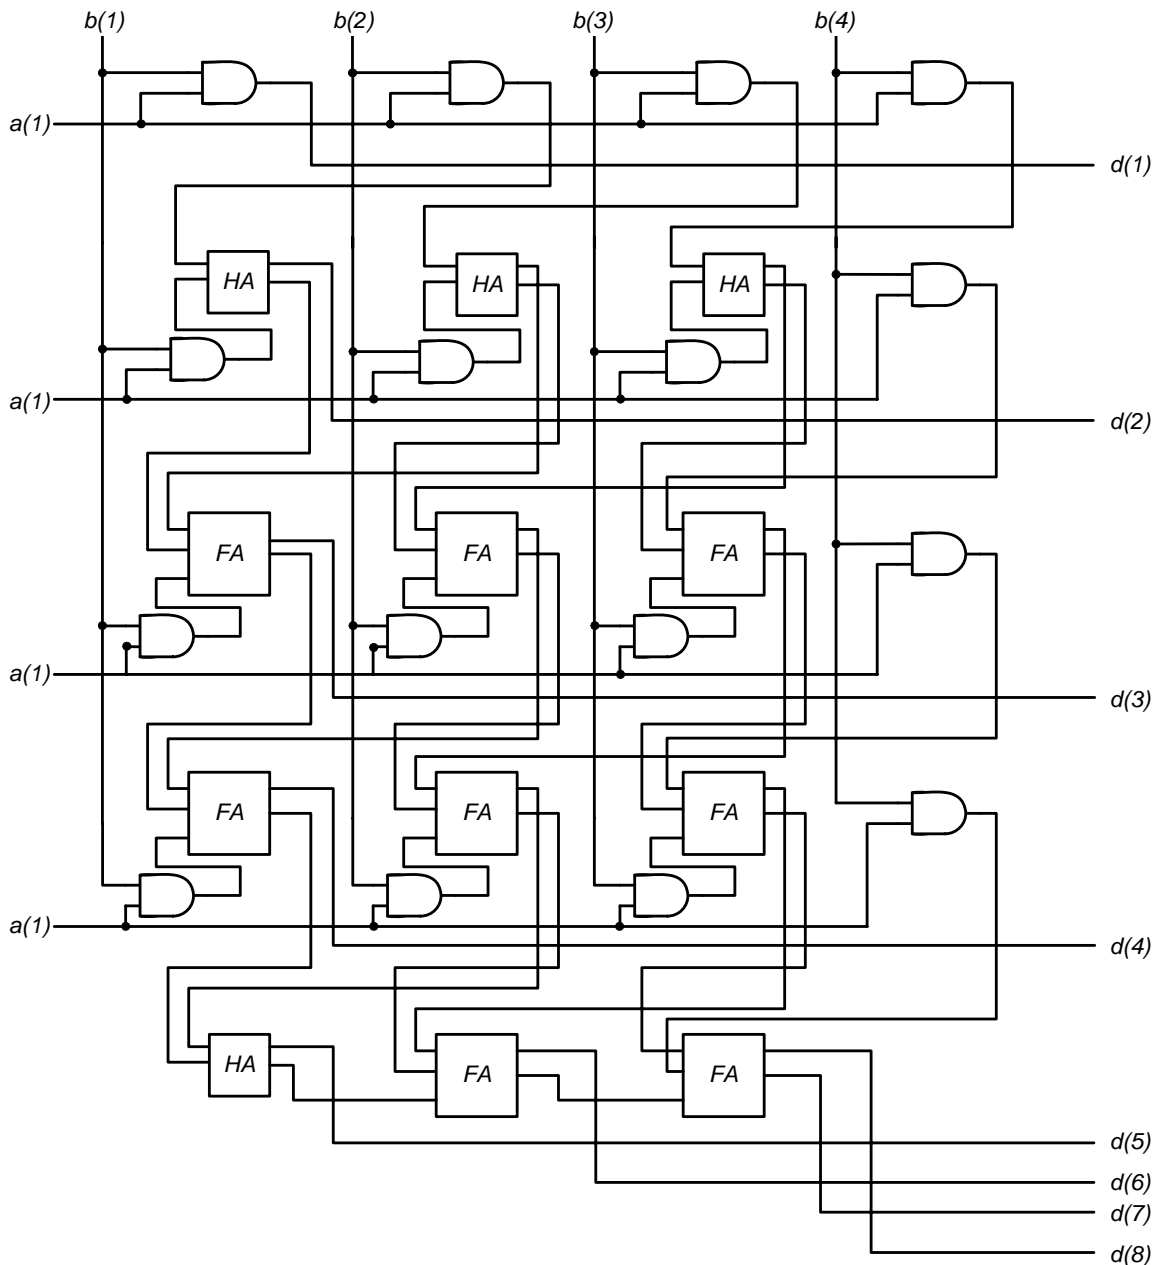 b(1) b(2) b(3) b(4)
a(1)
d(1)
HA HA HA
a(1)
d(2)
FA FA FA
a(1)
d(3)
FA FA FA
a(1)
d(4)
HA FA FA
d(5)
d(6)
d(7)
d(8)